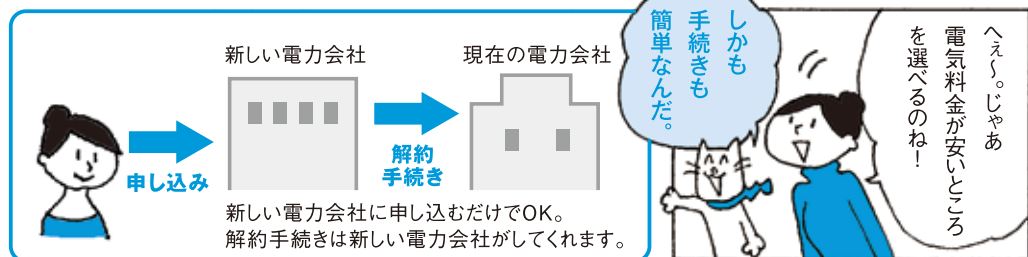 へぇ〜。じゃあ
電気料金が安いところ
を選べるのね！
しかも
手続きも
簡単なんだ。
新しい電力会社
現在の電力会社
申し込み
解約
手続き
新しい電力会社に申し込むだけでOK。
解約手続きは新しい電力会社がしてくれます。